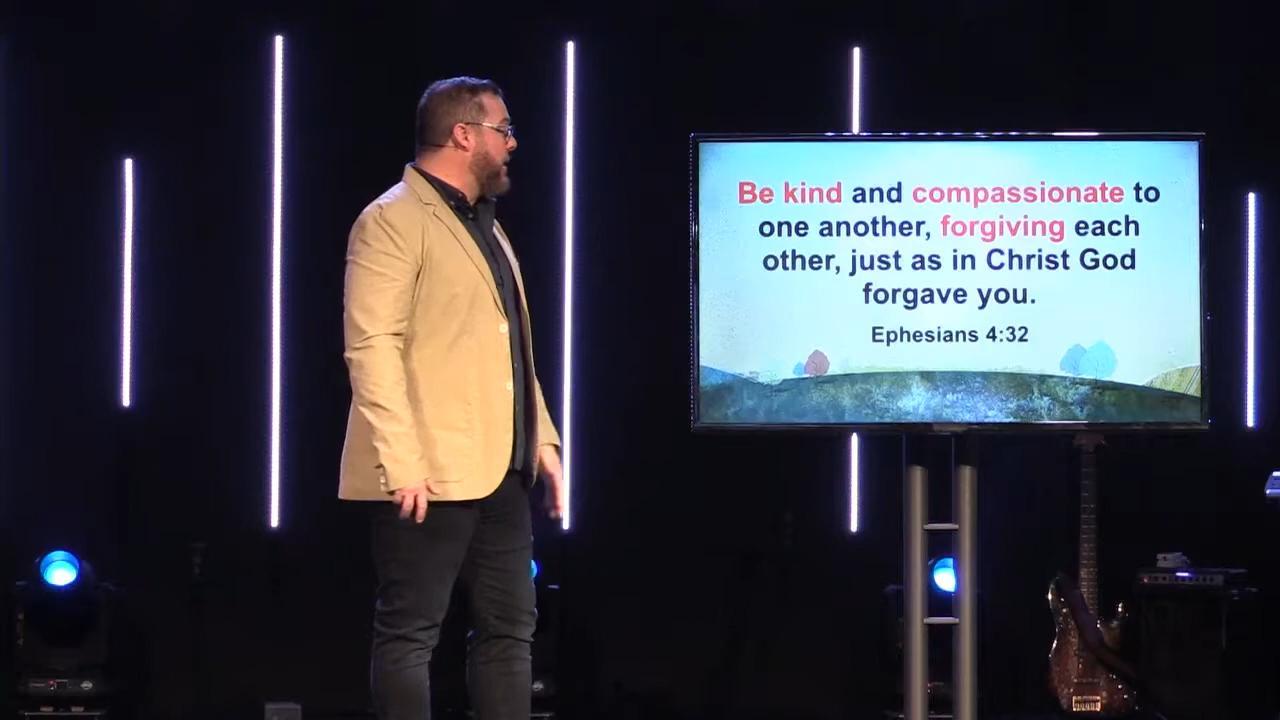 Be kind and compassionate to
one another, forgiving each
other, just as in Christ God
forgave you.
Ephesians 4:32